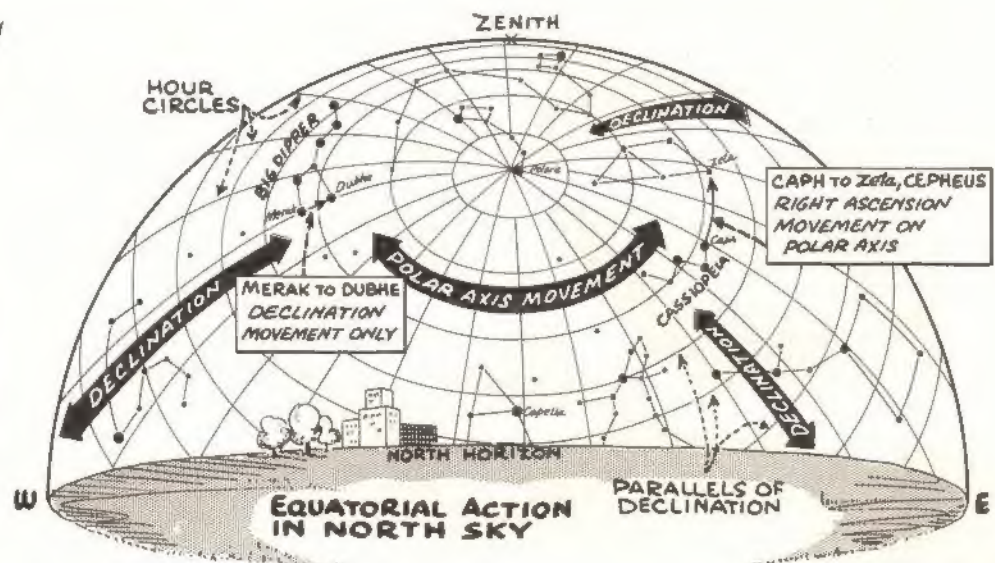 ZENITH
HOUR
CIRCLES
BIG DIPPER
DECLINATION
Polaris
Zeta
Dubhe
Merak
CAPH TO Zeta, CEPHEUS
RIGHT ASCENSION
MOVEMENT ON
POLAR AXIS
Caph
POLAR AXIS MOVEMENT
CASSIOPEIA
MERAK TO DUBHE
DECLINATION
MOVEMENT ONLY
DECLINATION
DECLINATION
Capella
NORTH HORIZON
W
E
EQUATORIAL ACTION
IN NORTH SKY
PARALLELS OF
DECLINATION